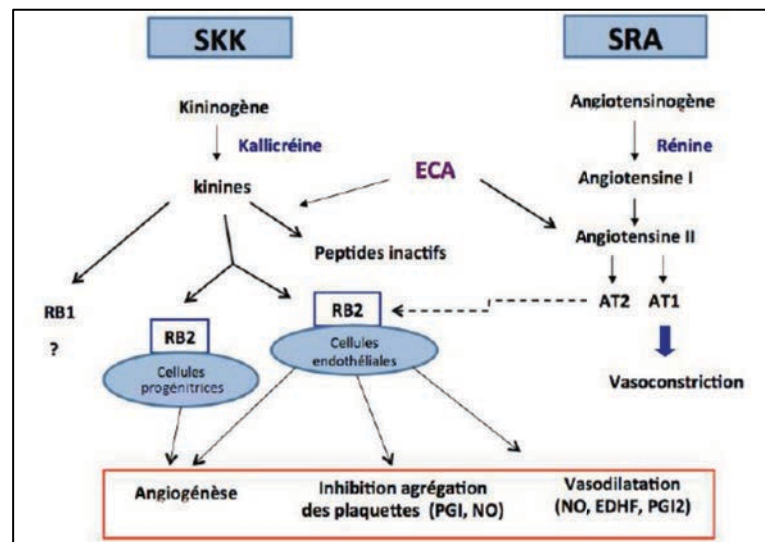 SKK
SRA
Kininogène
Angiotensinogène
Kallicréine
Rénine
kinines
ECA
Angiotensine I
Peptides inactifs
Angiotensine II
RB1
?
RB2
Cellules
progénitrices
RB2
Cellules
endothéliales
AT2 AT1
Vasoconstriction
Angiogénèse
Inhibition agrégation
des plaquettes (PGI, NO)
Vasodilatation
(NO, EDHF, PGI2)